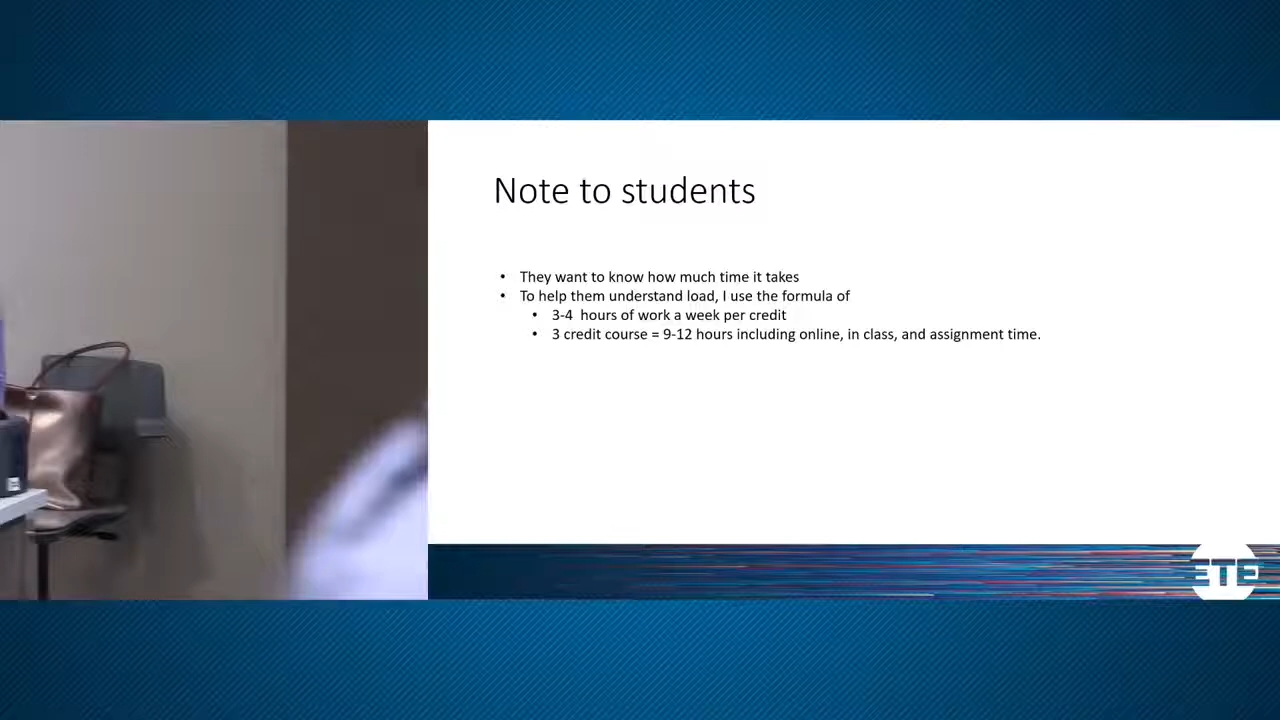 Note to students
• They want to know how much time it takes
• To help them understand load, I use the formula of
• 3-4  hours of work a week per credit
• 3 credit course = 9-12 hours including online, in class, and assignment time.